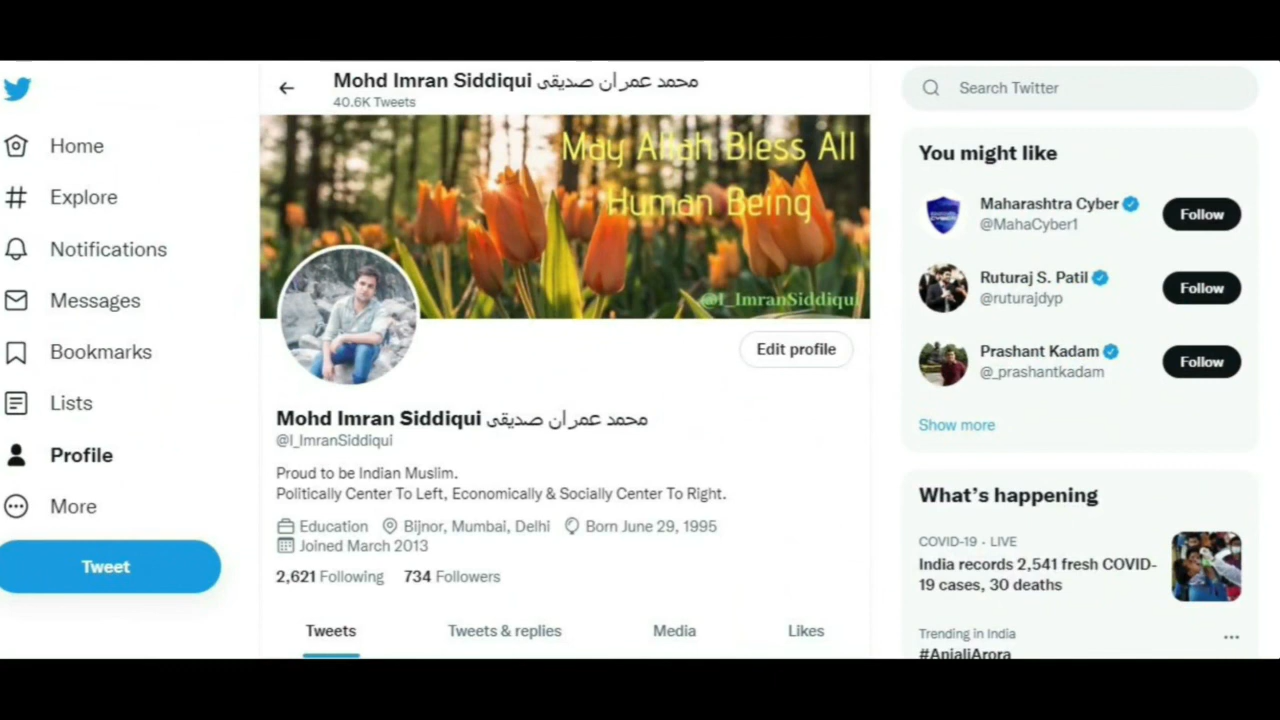 Mohd Imran Siddiqui محمد عمران صدیقی
40.6K Tweets
Home
Explore
Notifications
Messages
Bookmarks
Lists
Profile
More
Tweet
May Allah Bless All
Human Being
@I_ImranSiddiqui
Edit profile
Mohd Imran Siddiqui محمد عمران صدیقی
@I_ImranSiddiqui
Proud to be Indian Muslim.
Politically Center To Left, Economically & Socially Center To Right.
Education Bijnor, Mumbai, Delhi Born June 29, 1995
Joined March 2013
2,621 Following 734 Followers
Tweets Tweets & replies Media Likes
Search Twitter
You might like
Maharashtra Cyber
@MahaCyber1
Follow
Ruturaj S. Patil
@ruturajdyp
Follow
Prashant Kadam
@_prashantkadam
Follow
Show more
What's happening
COVID-19 - LIVE
India records 2,541 fresh COVID-
19 cases, 30 deaths
Trending in India
#AnjaliArora